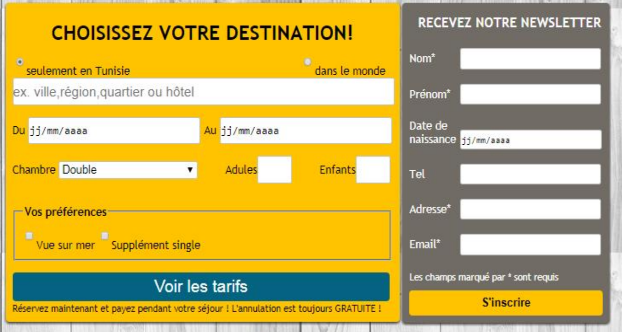 CHOISISSEZ VOTRE DESTINATION!
seulement en Tunisie
dans le monde
ex. ville,région,quartier ou hôtel
Du jj/mm/aaaa Au jj/mm/aaaa
Chambre Double Adules Enfants
Vos préférences
Vue sur mer Supplément single
Voir les tarifs
Réservez maintenant et payez pendant votre séjour ! L'annulation est toujours GRATUITE !
RECEVEZ NOTRE NEWSLETTER
Nom*
Prénom*
Date de
naissance jj/mm/aaaa
Tel
Adresse*
Email*
Les champs marqué par * sont requis
S'inscrire